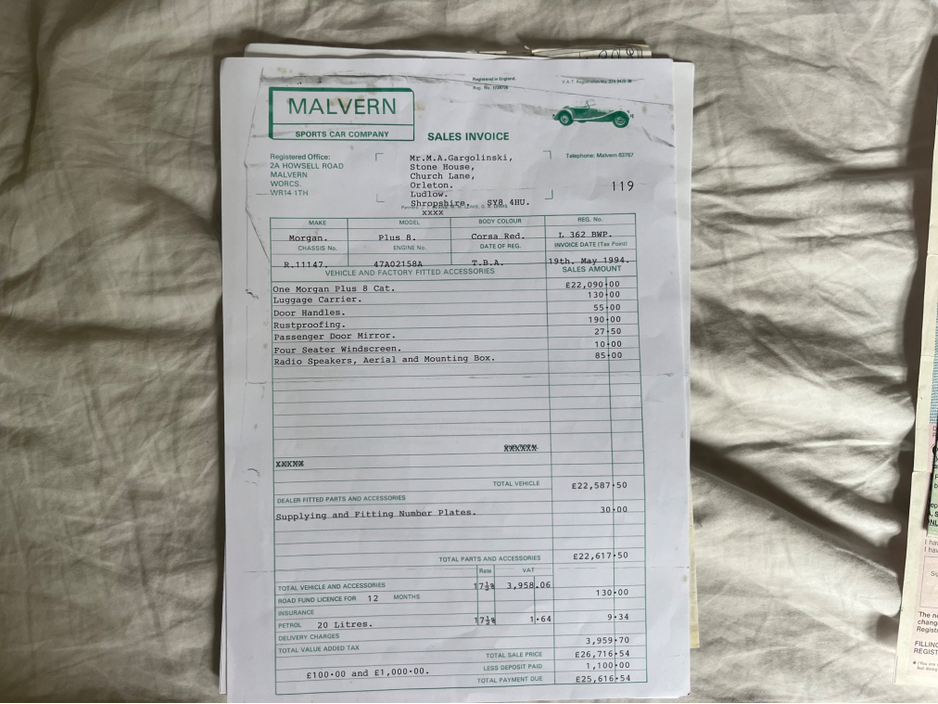 Registered in England.
MALVERN
SPORTS CAR COMPANY
SALES INVOICE
Registered Office:
2A HOWSELL ROAD
MALVERN
WORCS.
WR14 1TH
Mr.M.A.Gargolinski,
Stone House,
Church Lane,
Orleton.
Ludlow.
Shropshire. SY8 4HU.
XXXX
Telephone: Malvern 63767
119
MAKE MODEL BODY COLOUR REG. No.
Morgan. Plus 8. Corsa Red. L 362 BWP.
CHASSIS No. ENGINE No. DATE OF REG. INVOICE DATE (Tax Point)
R.11147. 47A02158A T.B.A. 19th. May 1994.
VEHICLE AND FACTORY FITTED ACCESSORIES SALES AMOUNT
One Morgan Plus 8 Cat. £22,090·00
Luggage Carrier. 130·00
Door Handles. 55·00
Rustproofing. 190·00
Passenger Door Mirror. 27·50
Four Seater Windscreen. 10·00
Radio Speakers, Aerial and Mounting Box. 85·00
TOTAL VEHICLE £22,587·50
DEALER FITTED PARTS AND ACCESSORIES
Supplying and Fitting Number Plates. 30·00
TOTAL PARTS AND ACCESSORIES £22,617·50
Rate VAT
TOTAL VEHICLE AND ACCESSORIES 17½% 3,958.06
ROAD FUND LICENCE FOR 12 MONTHS 130·00
INSURANCE
PETROL 20 Litres. 17½% 1·64 9·34
DELIVERY CHARGES
TOTAL VALUE ADDED TAX 3,959·70
TOTAL SALE PRICE £26,716·54
£100·00 and £1,000·00. LESS DEPOSIT PAID 1,100·00
TOTAL PAYMENT DUE £25,616·54